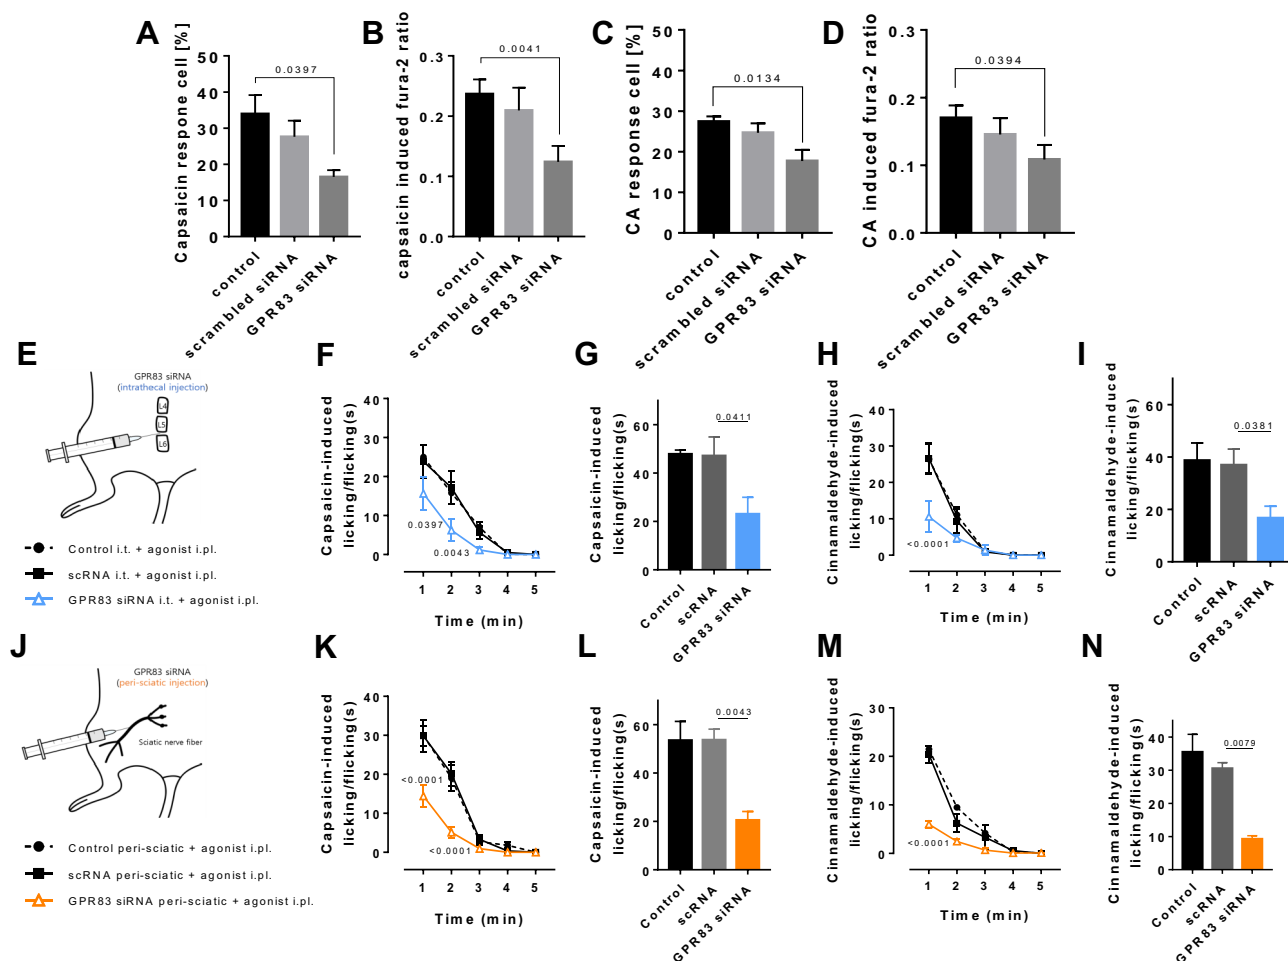 A
Capsaicin respone cell [%]
50
40
30
20
10
0
0.0397
control
scrambled siRNA
GPR83 siRNA
B
capsaicin induced fura-2 ratio
0.3
0.2
0.1
0.0
0.0041
control
scrambled siRNA
GPR83 siRNA
C
CA response cell [%]
50
40
30
20
10
0
0.0134
control
scrambled siRNA
GPR83 siRNA
D
CA induced fura-2 ratio
0.3
0.2
0.1
0.0
0.0394
control
scrambled siRNA
GPR83 siRNA
E
GPR83 siRNA
(intrathecal injection)
L4
L5
L6
Control i.t. + agonist i.pl.
scRNA i.t. + agonist i.pl.
GPR83 siRNA i.t. + agonist i.pl.
F
Capsaicin-induced
licking/flicking(s)
40
30
20
10
0
0.0397
0.0043
1 2 3 4 5
Time (min)
G
Capsaicin-induced
licking/flicking(s)
60
40
20
0
0.0411
Control
scRNA
GPR83 siRNA
H
Cinnamaldehyde-induced
licking/flicking(s)
40
30
20
10
0
<0.0001
1 2 3 4 5
Time (min)
I
Cinnamaldehyde-induced
licking/flicking(s)
60
40
20
0
0.0381
Control
scRNA
GPR83 siRNA
J
GPR83 siRNA
(peri-sciatic injection)
Sciatic nerve fiber
Control peri-sciatic + agonist i.pl.
scRNA peri-sciatic + agonist i.pl.
GPR83 siRNA peri-sciatic + agonist i.pl.
K
Capsaicin-induced
licking/flicking(s)
40
30
20
10
0
<0.0001
<0.0001
1 2 3 4 5
Time (min)
L
Capsaicin-induced
licking/flicking(s)
60
40
20
0
0.0043
Control
scRNA
GPR83 siRNA
M
Cinnamaldehyde-induced
licking/flicking(s)
30
20
10
0
<0.0001
1 2 3 4 5
Time (min)
N
Cinnamaldehyde-induced
licking/flicking(s)
40
30
20
10
0
0.0079
Control
scRNA
GPR83 siRNA